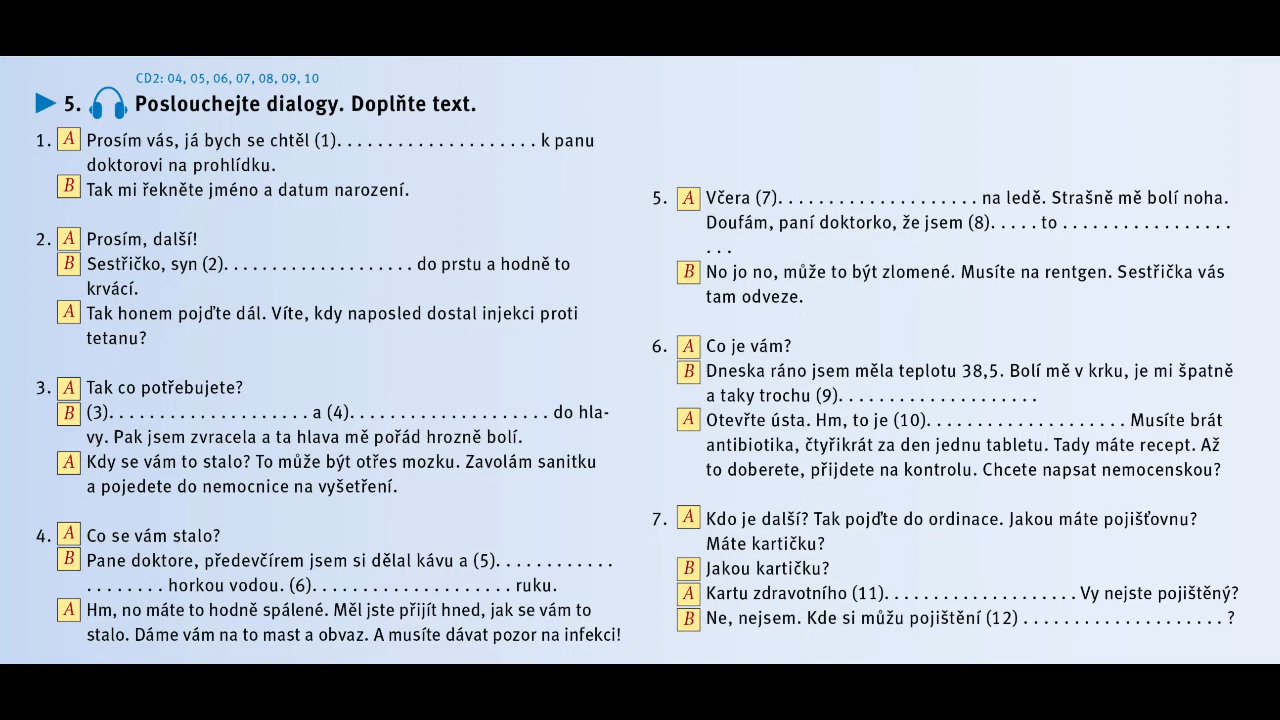 CD2: 04, 05, 06, 07, 08, 09, 10
5. Poslouchejte dialogy. Doplňte text.
1. A Prosím vás, já bych se chtěl (1). . . . . . . . . . . . . . . . . . . . k panu
doktorovi na prohlídku.
B Tak mi řekněte jméno a datum narození.
2. A Prosím, další!
B Sestřičko, syn (2). . . . . . . . . . . . . . . . . . . do prstu a hodně to
krvácí.
A Tak honem pojďte dál. Víte, kdy naposled dostal injekci proti
tetanu?
3. A Tak co potřebujete?
B (3). . . . . . . . . . . . . . . . . . . . a (4). . . . . . . . . . . . . . . . . . . . do hla-
vy. Pak jsem zvracela a ta hlava mě pořád hrozně bolí.
A Kdy se vám to stalo? To může být otřes mozku. Zavolám sanitku
a pojedete do nemocnice na vyšetření.
4. A Co se vám stalo?
B Pane doktore, předevčírem jsem si dělal kávu a (5). . . . . . . . . . . .
. . . . . . . . horkou vodou. (6). . . . . . . . . . . . . . . . . . . . ruku.
A Hm, no máte to hodně spálené. Měl jste přijít hned, jak se vám to
stalo. Dáme vám na to mast a obvaz. A musíte dávat pozor na infekci!
5. A Včera (7). . . . . . . . . . . . . . . . . . . . na ledě. Strašně mě bolí noha.
Doufám, paní doktorko, že jsem (8). . . . . to . . . . . . . . . . . . . . . . .
. . .
B No jo no, může to být zlomené. Musíte na rentgen. Sestřička vás
tam odveze.
6. A Co je vám?
B Dneska ráno jsem měla teplotu 38,5. Bolí mě v krku, je mi špatně
a taky trochu (9). . . . . . . . . . . . . . . . . . . .
A Otevřte ústa. Hm, to je (10). . . . . . . . . . . . . . . . . . . . Musíte brát
antibiotika, čtyřikrát za den jednu tabletu. Tady máte recept. Až
to doberete, přijdete na kontrolu. Chcete napsat nemocenskou?
7. A Kdo je další? Tak pojďte do ordinace. Jakou máte pojišťovnu?
Máte kartičku?
B Jakou kartičku?
A Kartu zdravotního (11). . . . . . . . . . . . . . . . . . . Vy nejste pojištěný?
B Ne, nejsem. Kde si můžu pojištění (12) . . . . . . . . . . . . . . . . . . . . ?